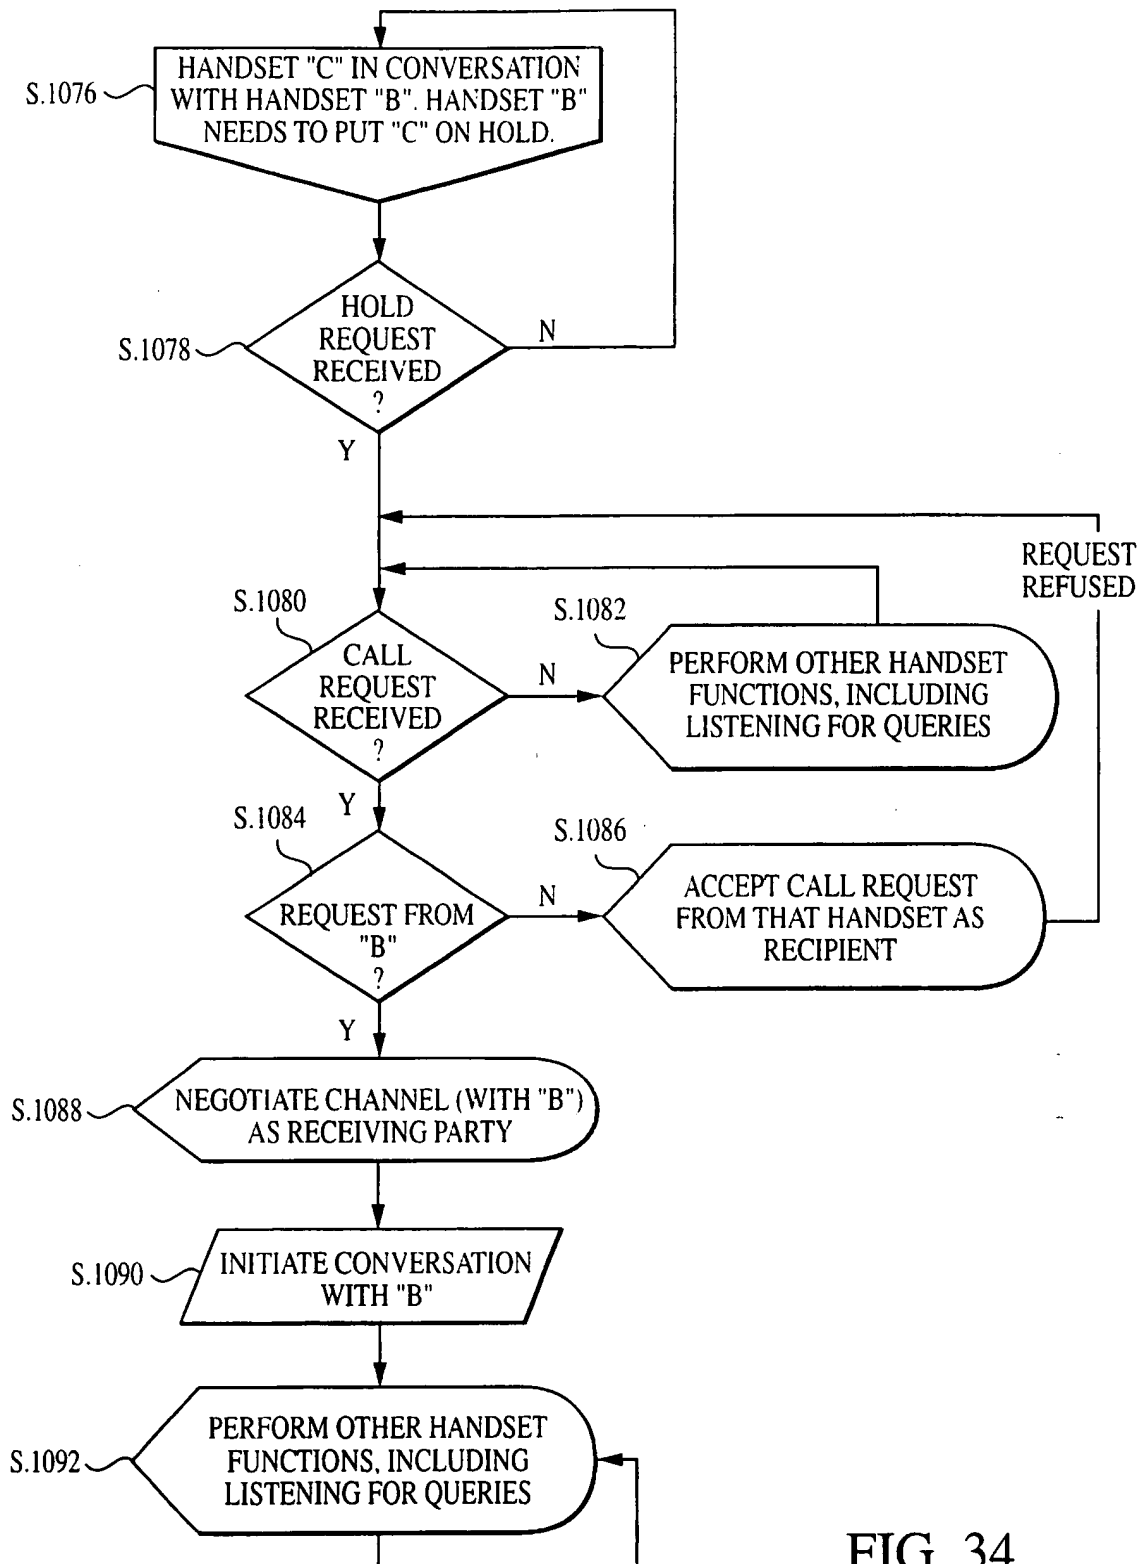 S.1076
HANDSET "C" IN CONVERSATION
WITH HANDSET "B". HANDSET "B"
NEEDS TO PUT "C" ON HOLD.
S.1078
HOLD
REQUEST
RECEIVED
?
N
Y
REQUEST
REFUSED
S.1080
CALL
REQUEST
RECEIVED
?
N
S.1082
PERFORM OTHER HANDSET
FUNCTIONS, INCLUDING
LISTENING FOR QUERIES
Y
S.1084
REQUEST FROM
"B"
?
N
S.1086
ACCEPT CALL REQUEST
FROM THAT HANDSET AS
RECIPIENT
Y
S.1088
NEGOTIATE CHANNEL (WITH "B")
AS RECEIVING PARTY
S.1090
INITIATE CONVERSATION
WITH "B"
S.1092
PERFORM OTHER HANDSET
FUNCTIONS, INCLUDING
LISTENING FOR QUERIES
FIG. 34